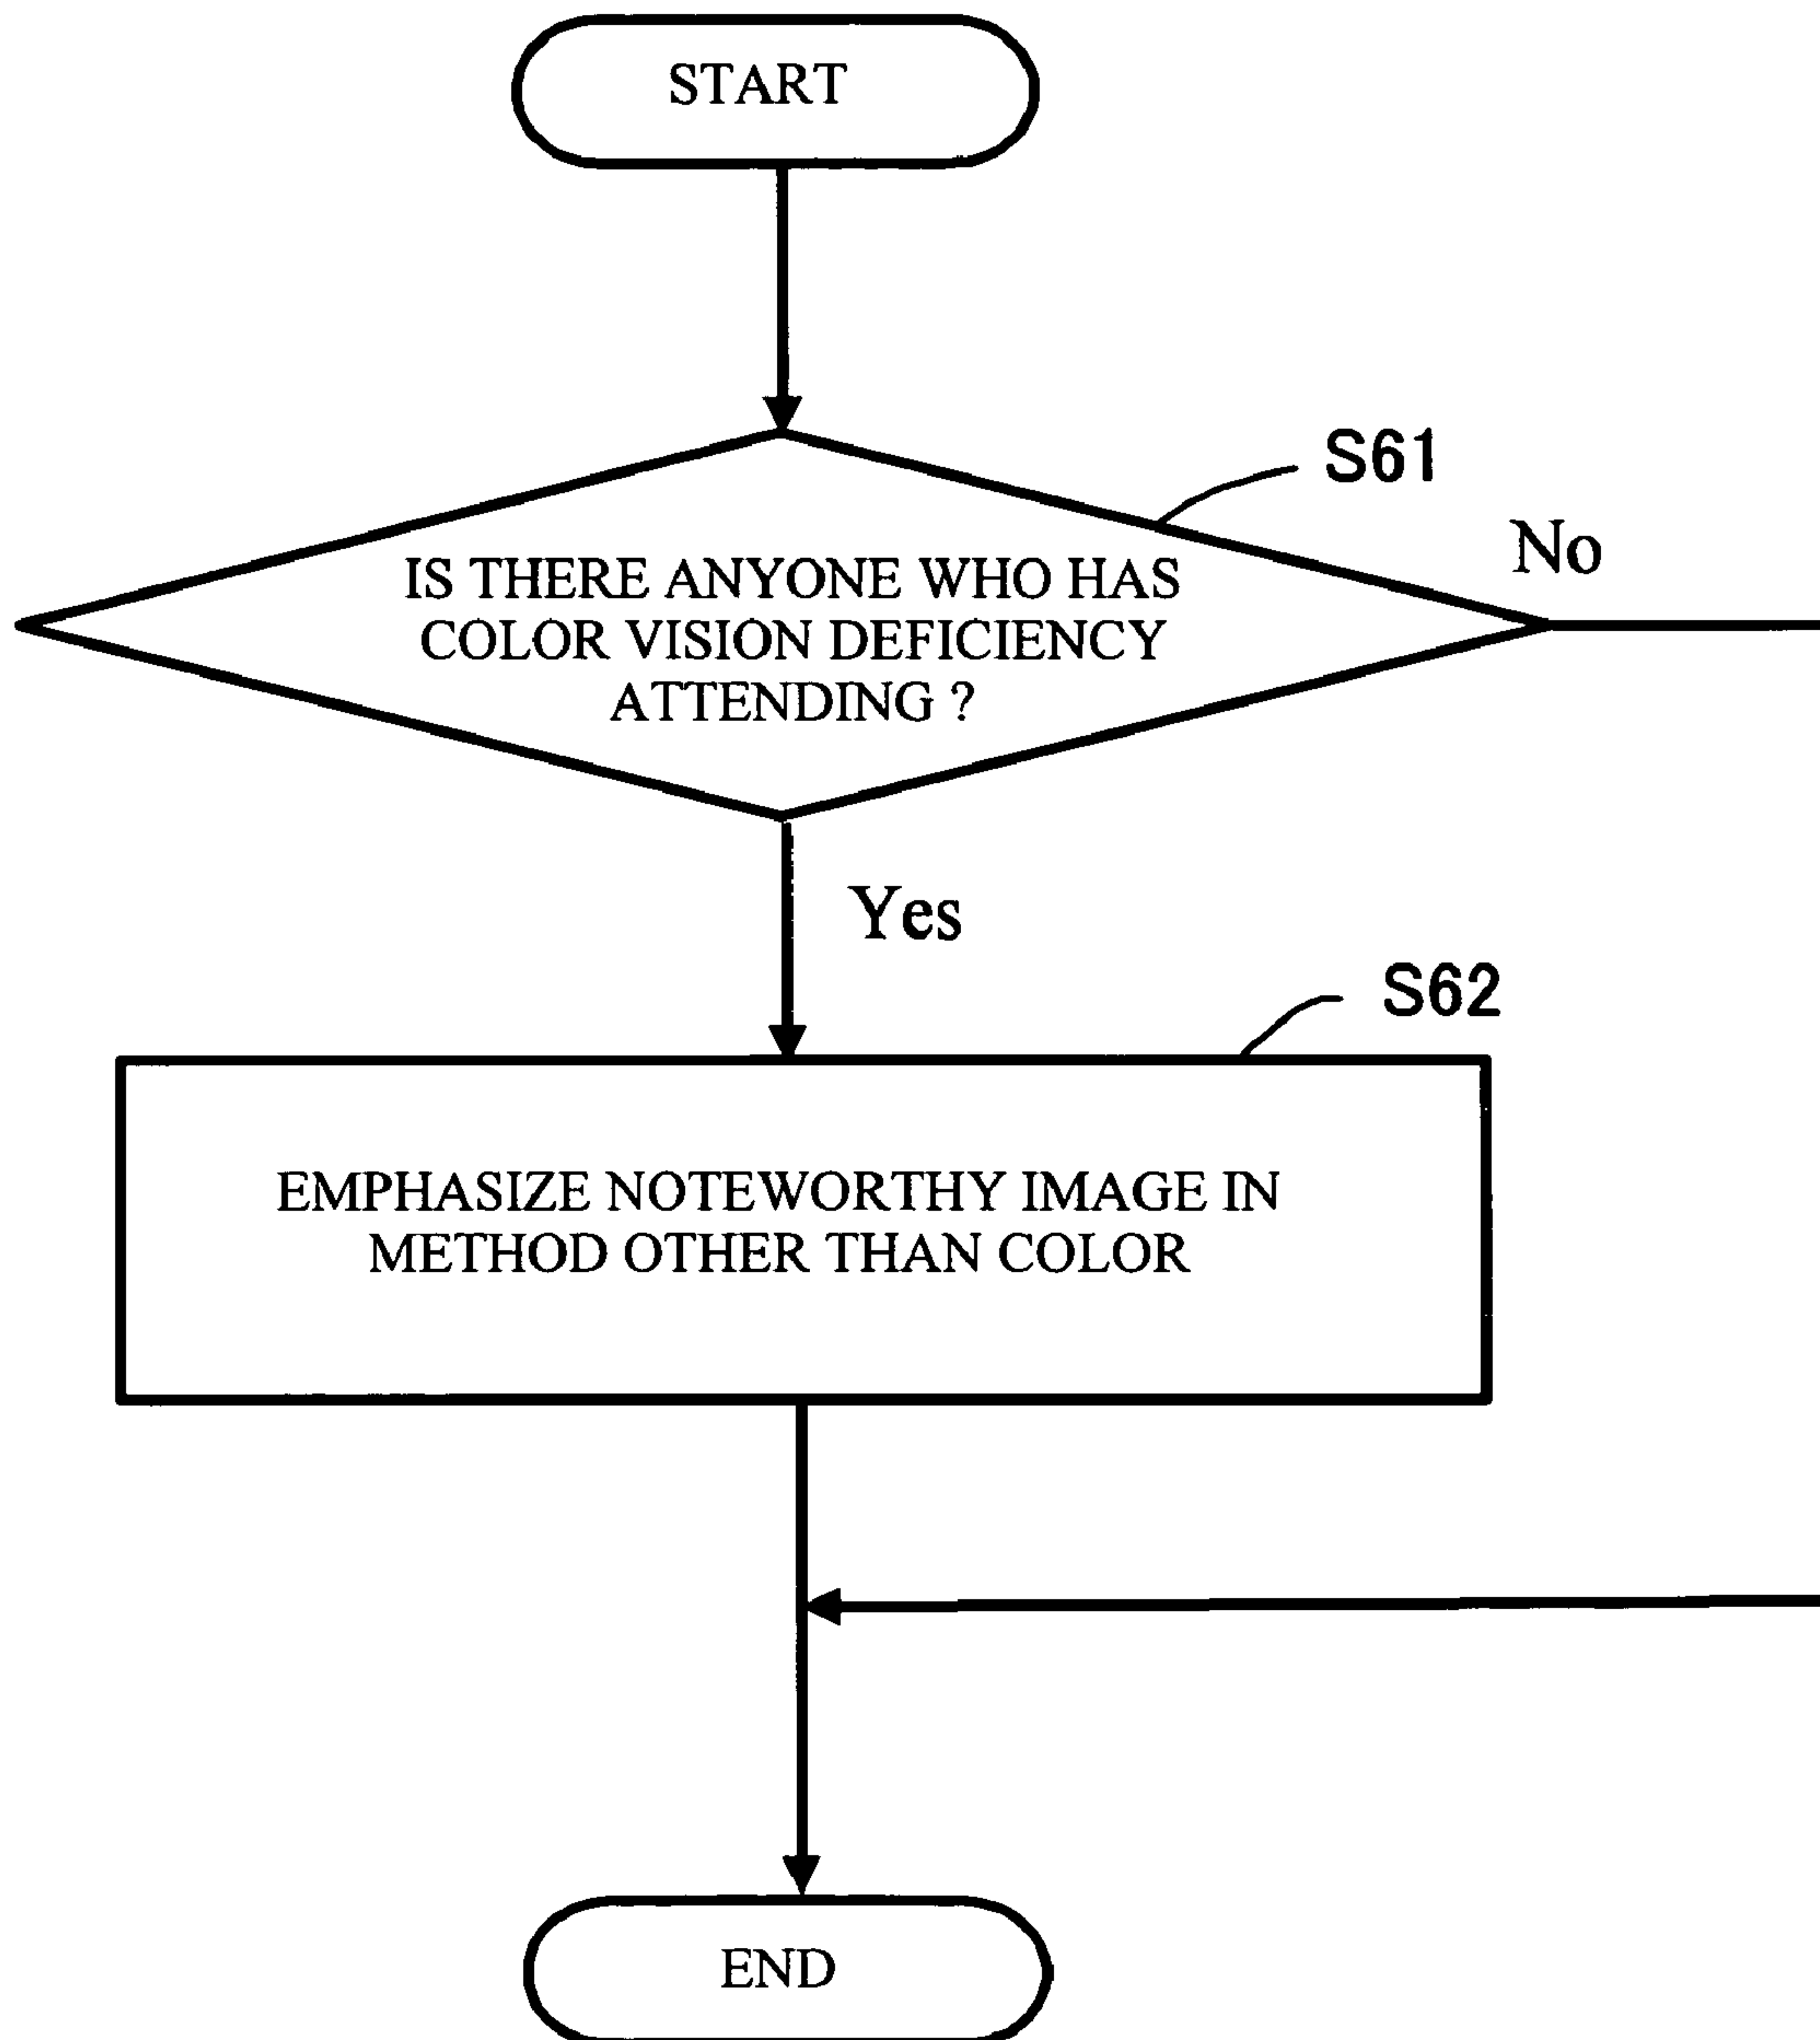 START
S61
No
IS THERE ANYONE WHO HAS
COLOR VISION DEFICIENCY
ATTENDING ?
Yes
S62
EMPHASIZE NOTEWORTHY IMAGE IN
METHOD OTHER THAN COLOR
END